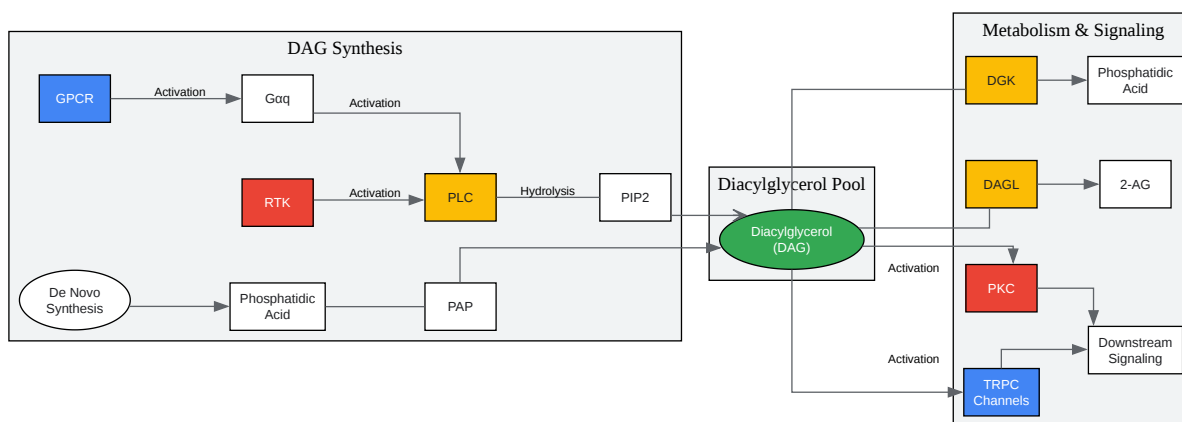 DAG Synthesis
GPCR
Activation
Gαq
Activation
RTK
Activation
PLC
Hydrolysis
PIP2
De Novo
Synthesis
Phosphatidic
Acid
PAP
Diacylglycerol Pool
Diacylglycerol
(DAG)
Metabolism & Signaling
DGK
Phosphatidic
Acid
DAGL
2-AG
Activation
PKC
Downstream
Signaling
Activation
TRPC
Channels